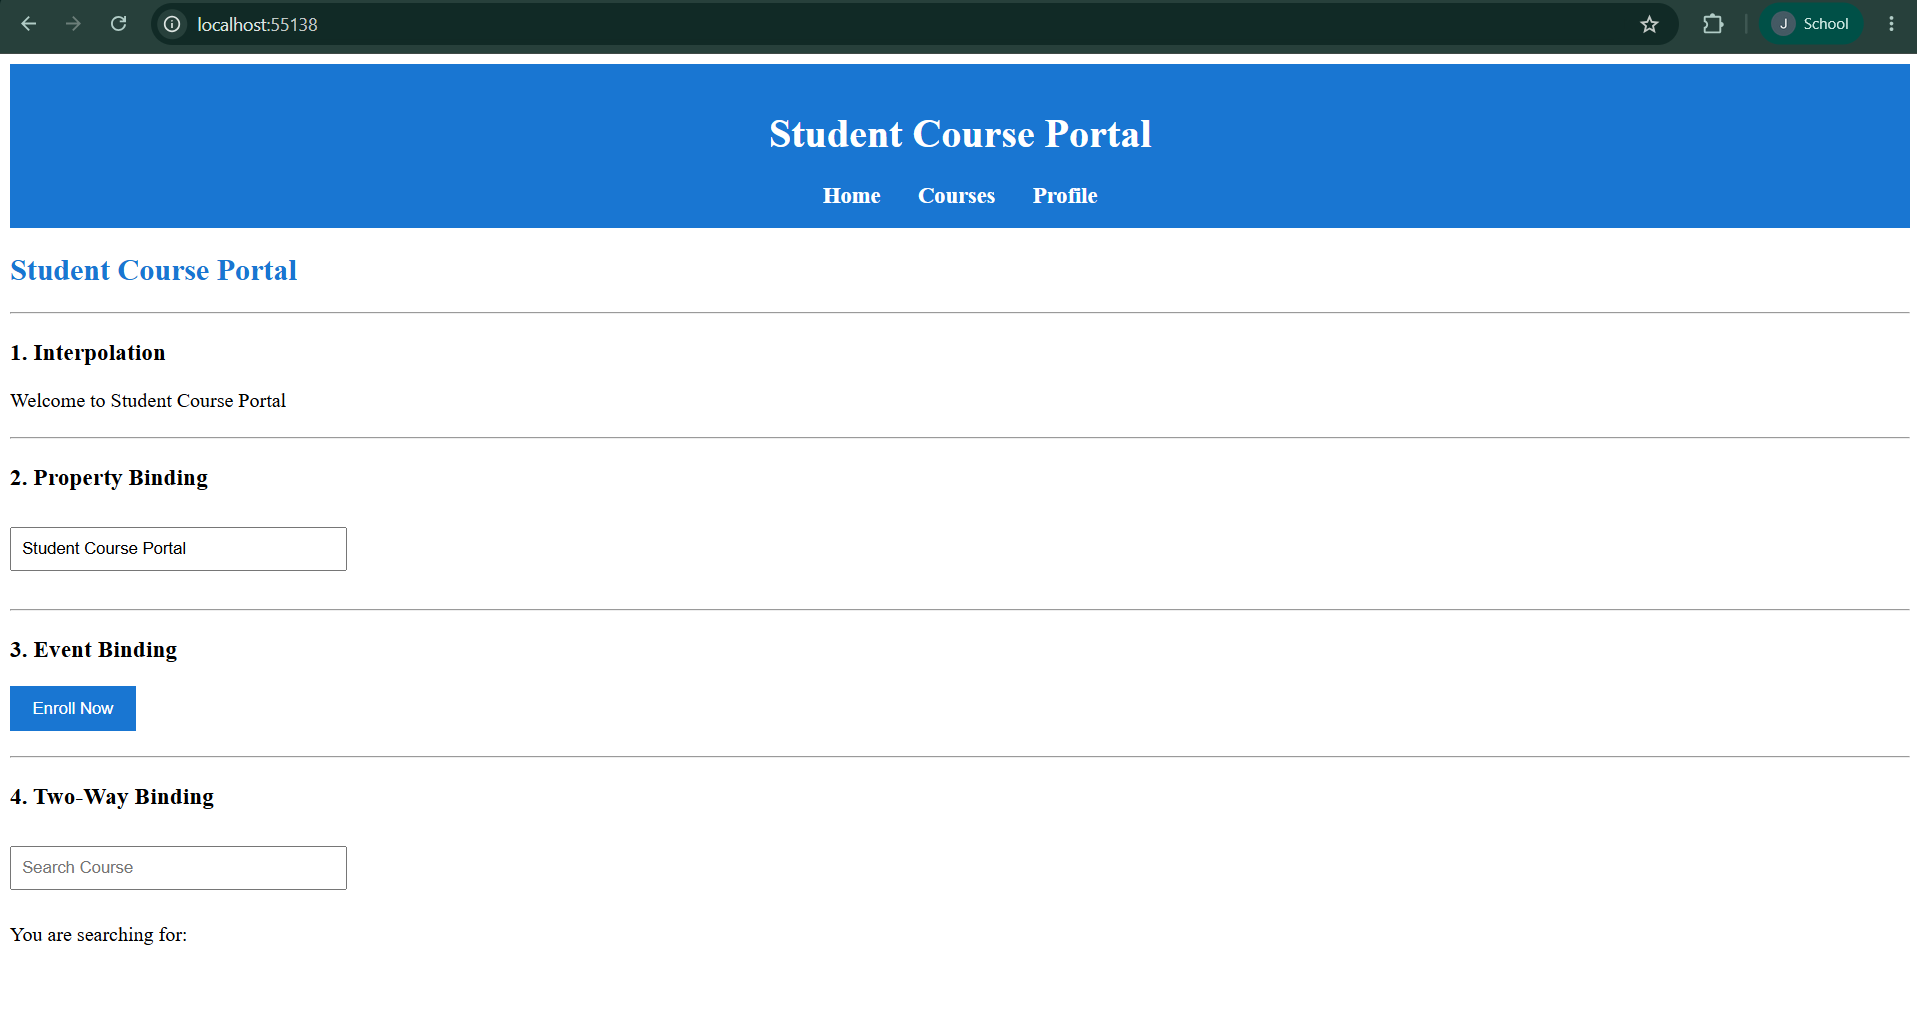 localhost:55138
J School
Student Course Portal
Home Courses Profile
Student Course Portal
1. Interpolation
Welcome to Student Course Portal
2. Property Binding
Student Course Portal
3. Event Binding
Enroll Now
4. Two-Way Binding
Search Course
You are searching for: